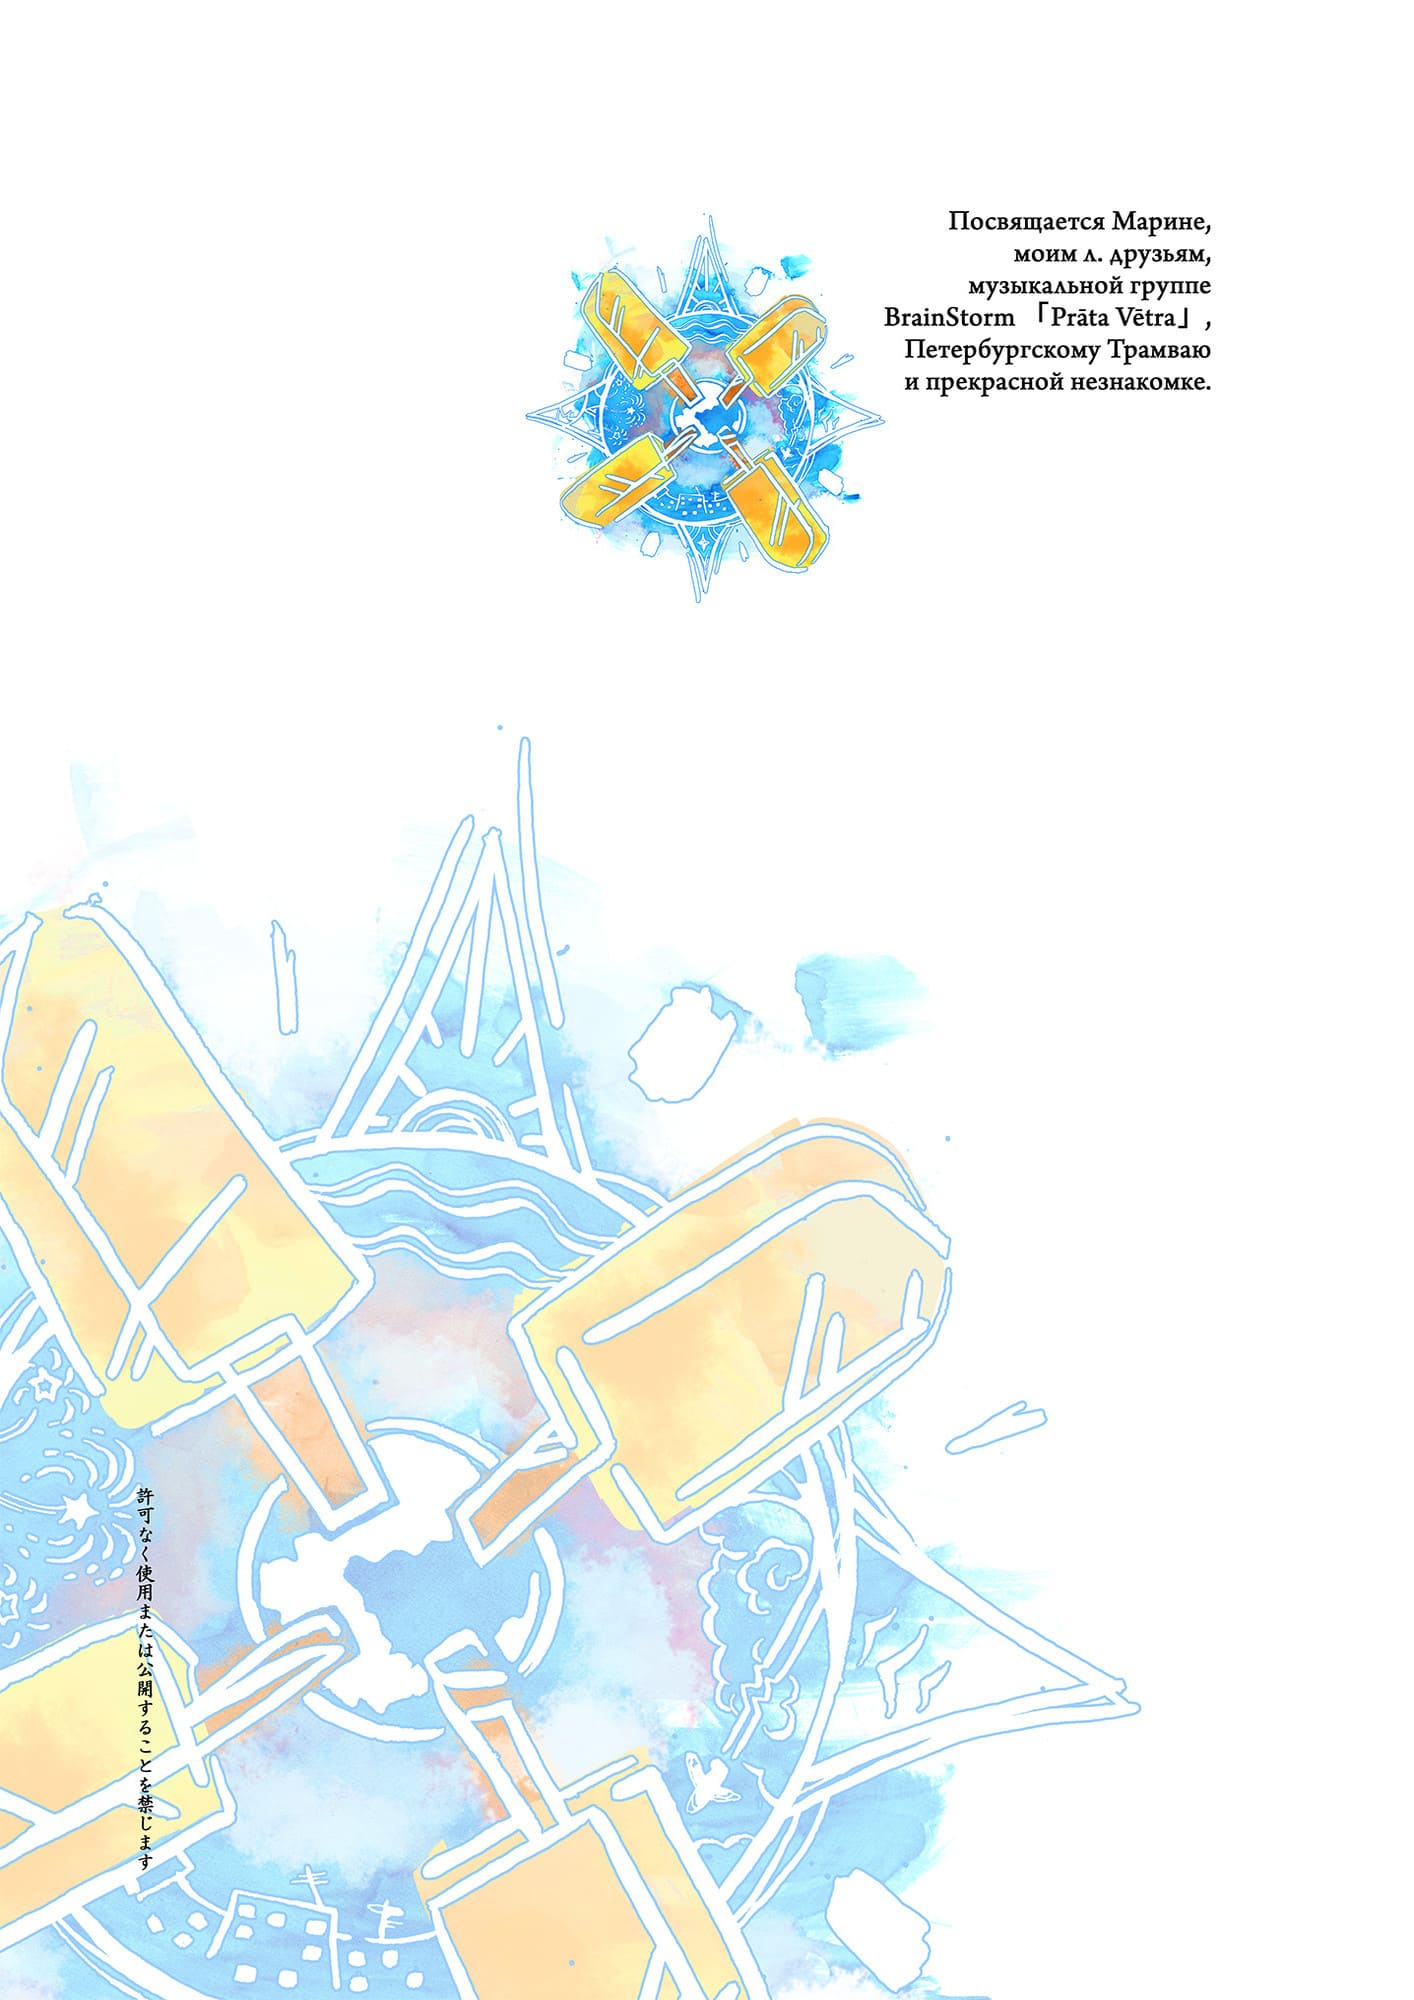 Посвящается Марине,
моим л. друзьям,
музыкальной группе
BrainStorm 「Prāta Vētra」,
Петербургскому Трамваю
и прекрасной незнакомке.
許可なく使用または公開することを禁じます